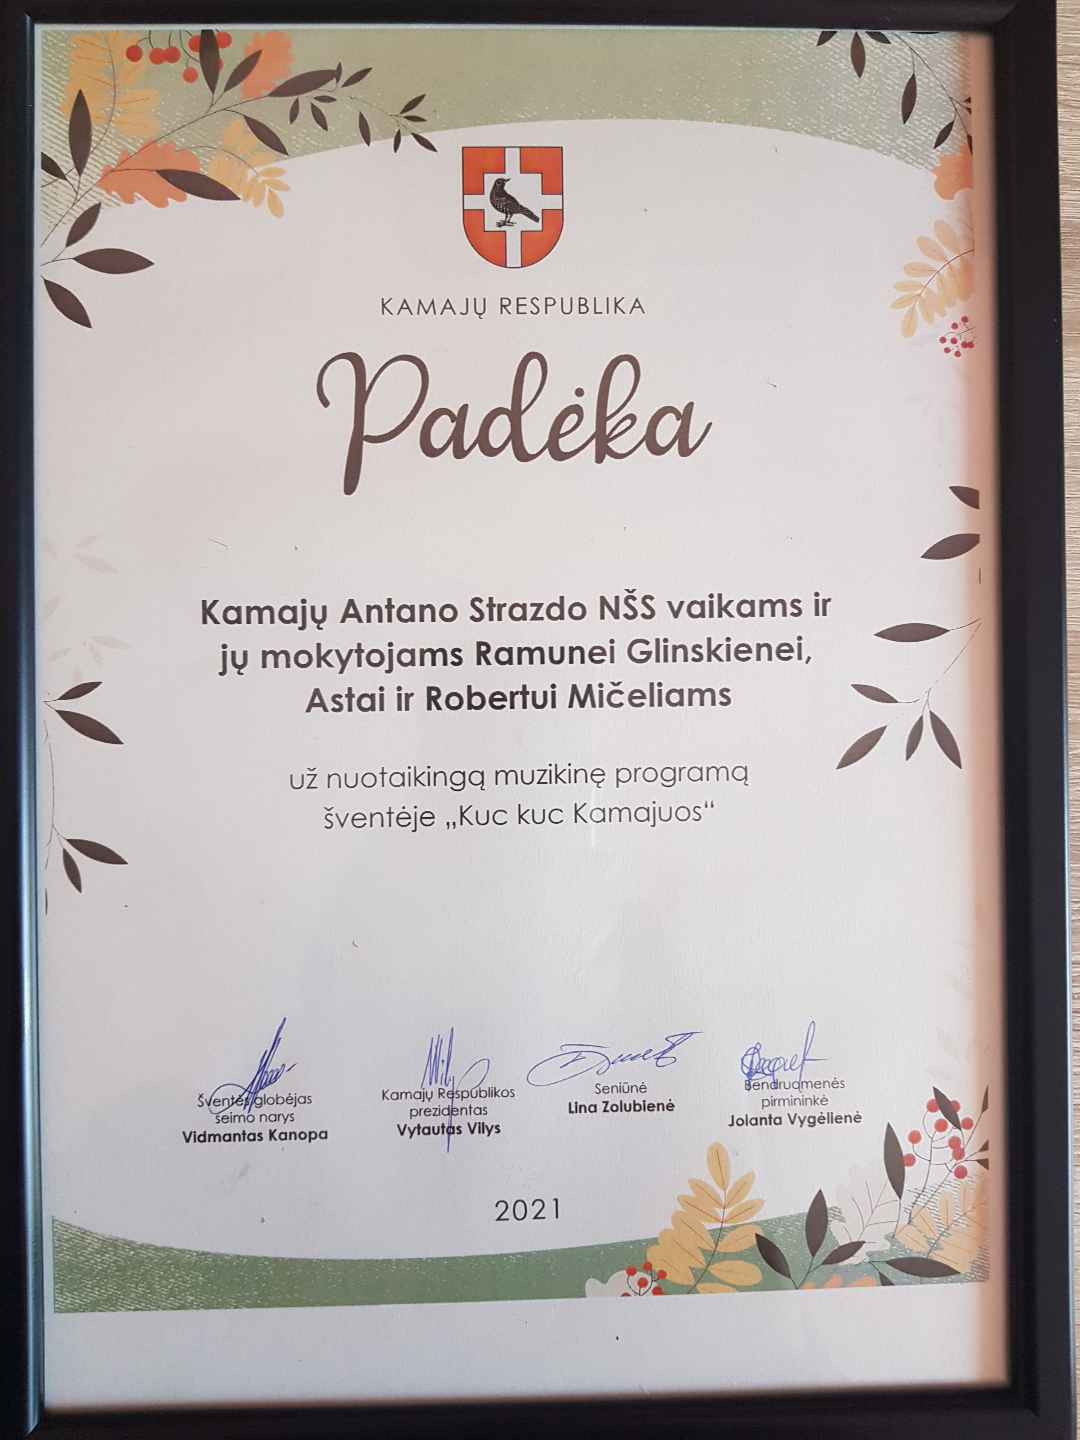 KAMAJŲ RESPUBLIKA
Padėka
Kamajų Antano Strazdo NŠS vaikams ir
jų mokytojams Ramunei Glinskienei,
Astai ir Robertui Mičeliams
už nuotaikingą muzikinę programą
šventėje „Kuc kuc Kamajuos“
Šventės globėjas
seimo narys
Vidmantas Kanopa
Kamajų Respublikos
prezidentas
Vytautas Vilys
Seniūnė
Lina Zolubienė
Bendruomenės
pirmininkė
Jolanta Vygėlienė
2021